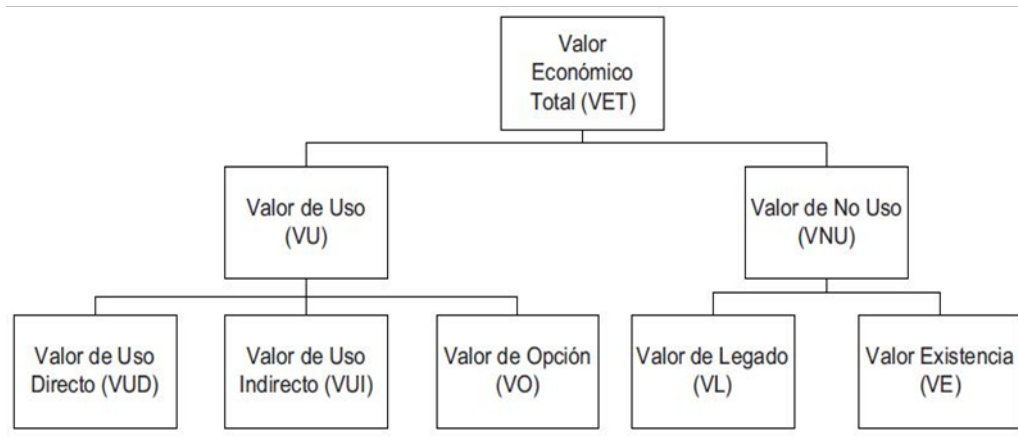 Valor
Económico
Total (VET)
Valor de Uso
(VU)
Valor de No Uso
(VNU)
Valor de Uso
Directo (VUD)
Valor de Uso
Indirecto (VUI)
Valor de Opción
(VO)
Valor de Legado
(VL)
Valor Existencia
(VE)